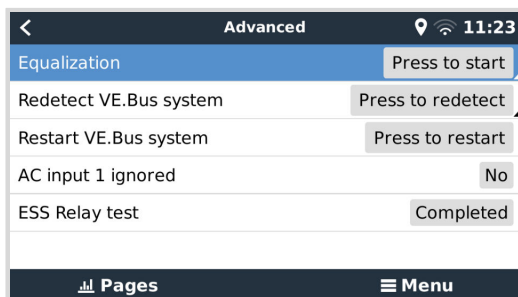 Advanced 11:23
Equalization Press to start
Redetect VE.Bus system Press to redetect
Restart VE.Bus system Press to restart
AC input 1 ignored No
ESS Relay test Completed
Pages Menu